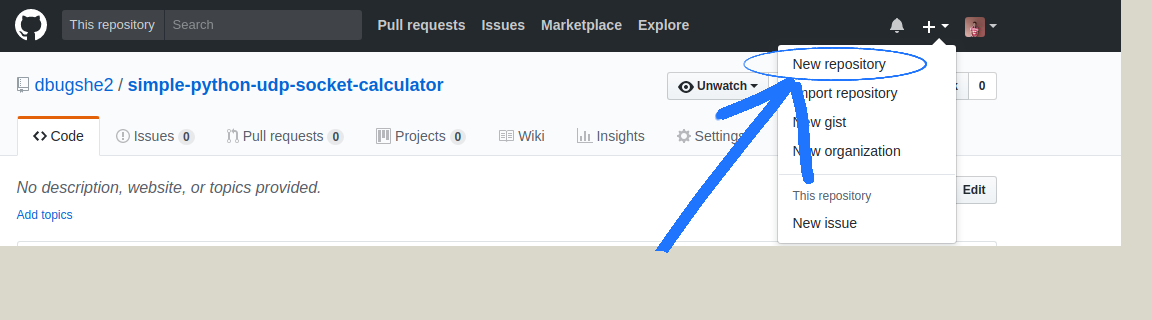 This repository Search Pull requests Issues Marketplace Explore
New repository
dbugshe2 / simple-python-udp-socket-calculator Unwatch 0
Import repository
New gist
Code Issues 0 Pull requests 0 Projects 0 Wiki Insights Settings
New organization
No description, website, or topics provided. Edit
This repository
Add topics
New issue